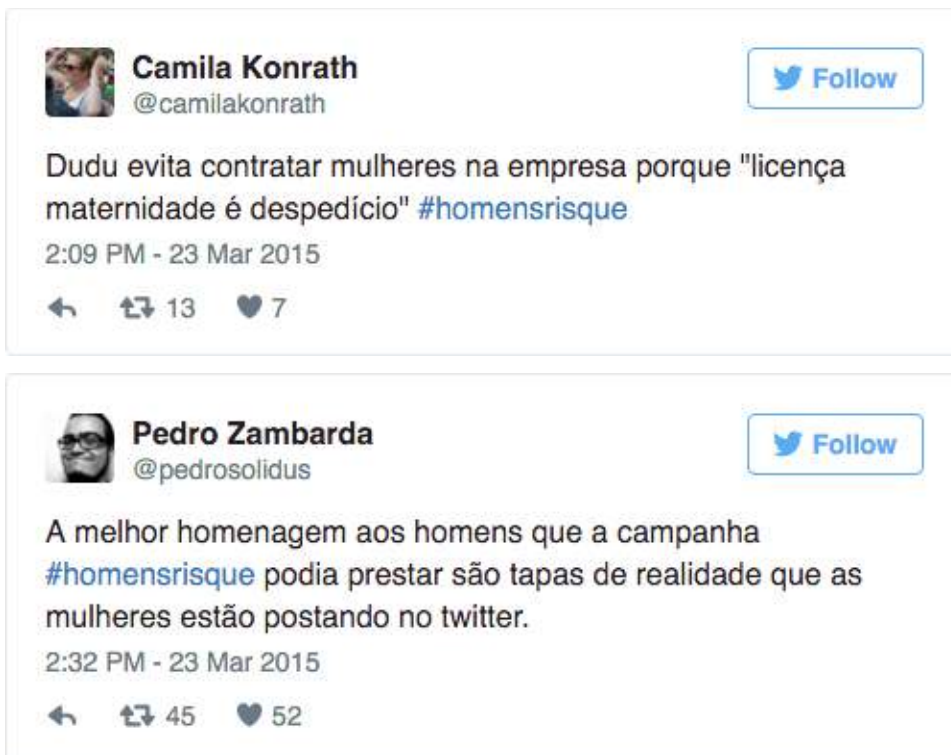 Camila Konrath
@camilakonrath
Follow
Dudu evita contratar mulheres na empresa porque "licença
maternidade é despedício" #homensrisque
2:09 PM - 23 Mar 2015
13 7
Pedro Zambarda
@pedrosolidus
Follow
A melhor homenagem aos homens que a campanha
#homensrisque podia prestar são tapas de realidade que as
mulheres estão postando no twitter.
2:32 PM - 23 Mar 2015
45 52